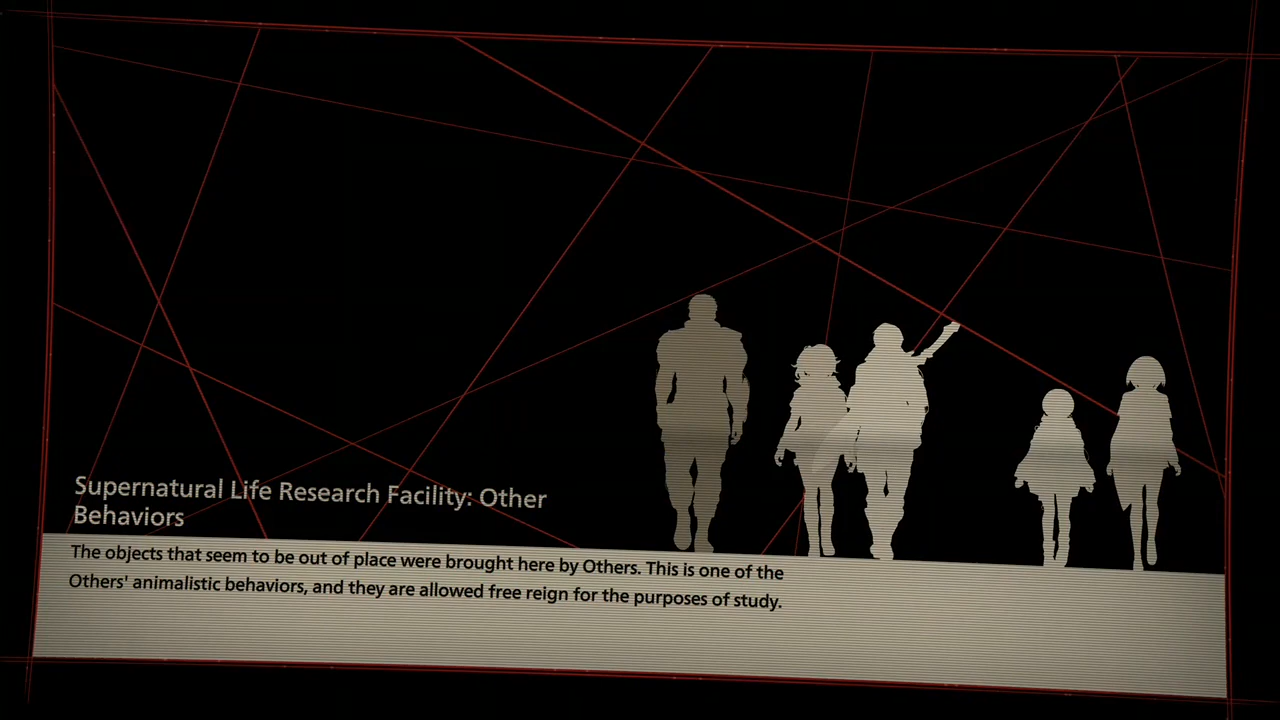 Supernatural Life Research Facility: Other
Behaviors
The objects that seem to be out of place were brought here by Others. This is one of the
Others' animalistic behaviors, and they are allowed free reign for the purposes of study.